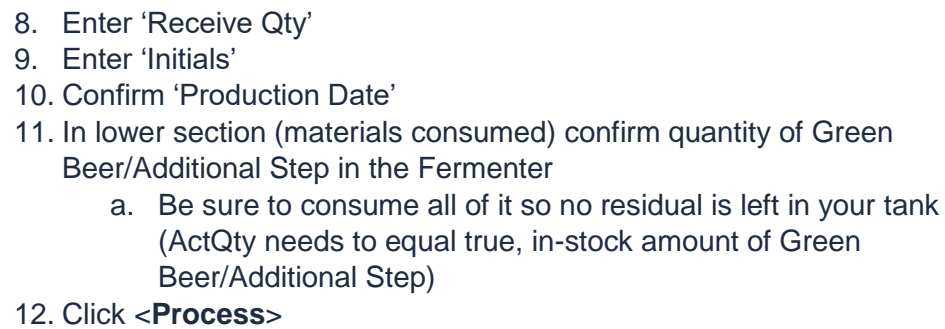 8. Enter ‘Receive Qty’
9. Enter ‘Initials’
10. Confirm ‘Production Date’
11. In lower section (materials consumed) confirm quantity of Green
Beer/Additional Step in the Fermenter
a. Be sure to consume all of it so no residual is left in your tank
(ActQty needs to equal true, in-stock amount of Green
Beer/Additional Step)
12. Click <Process>